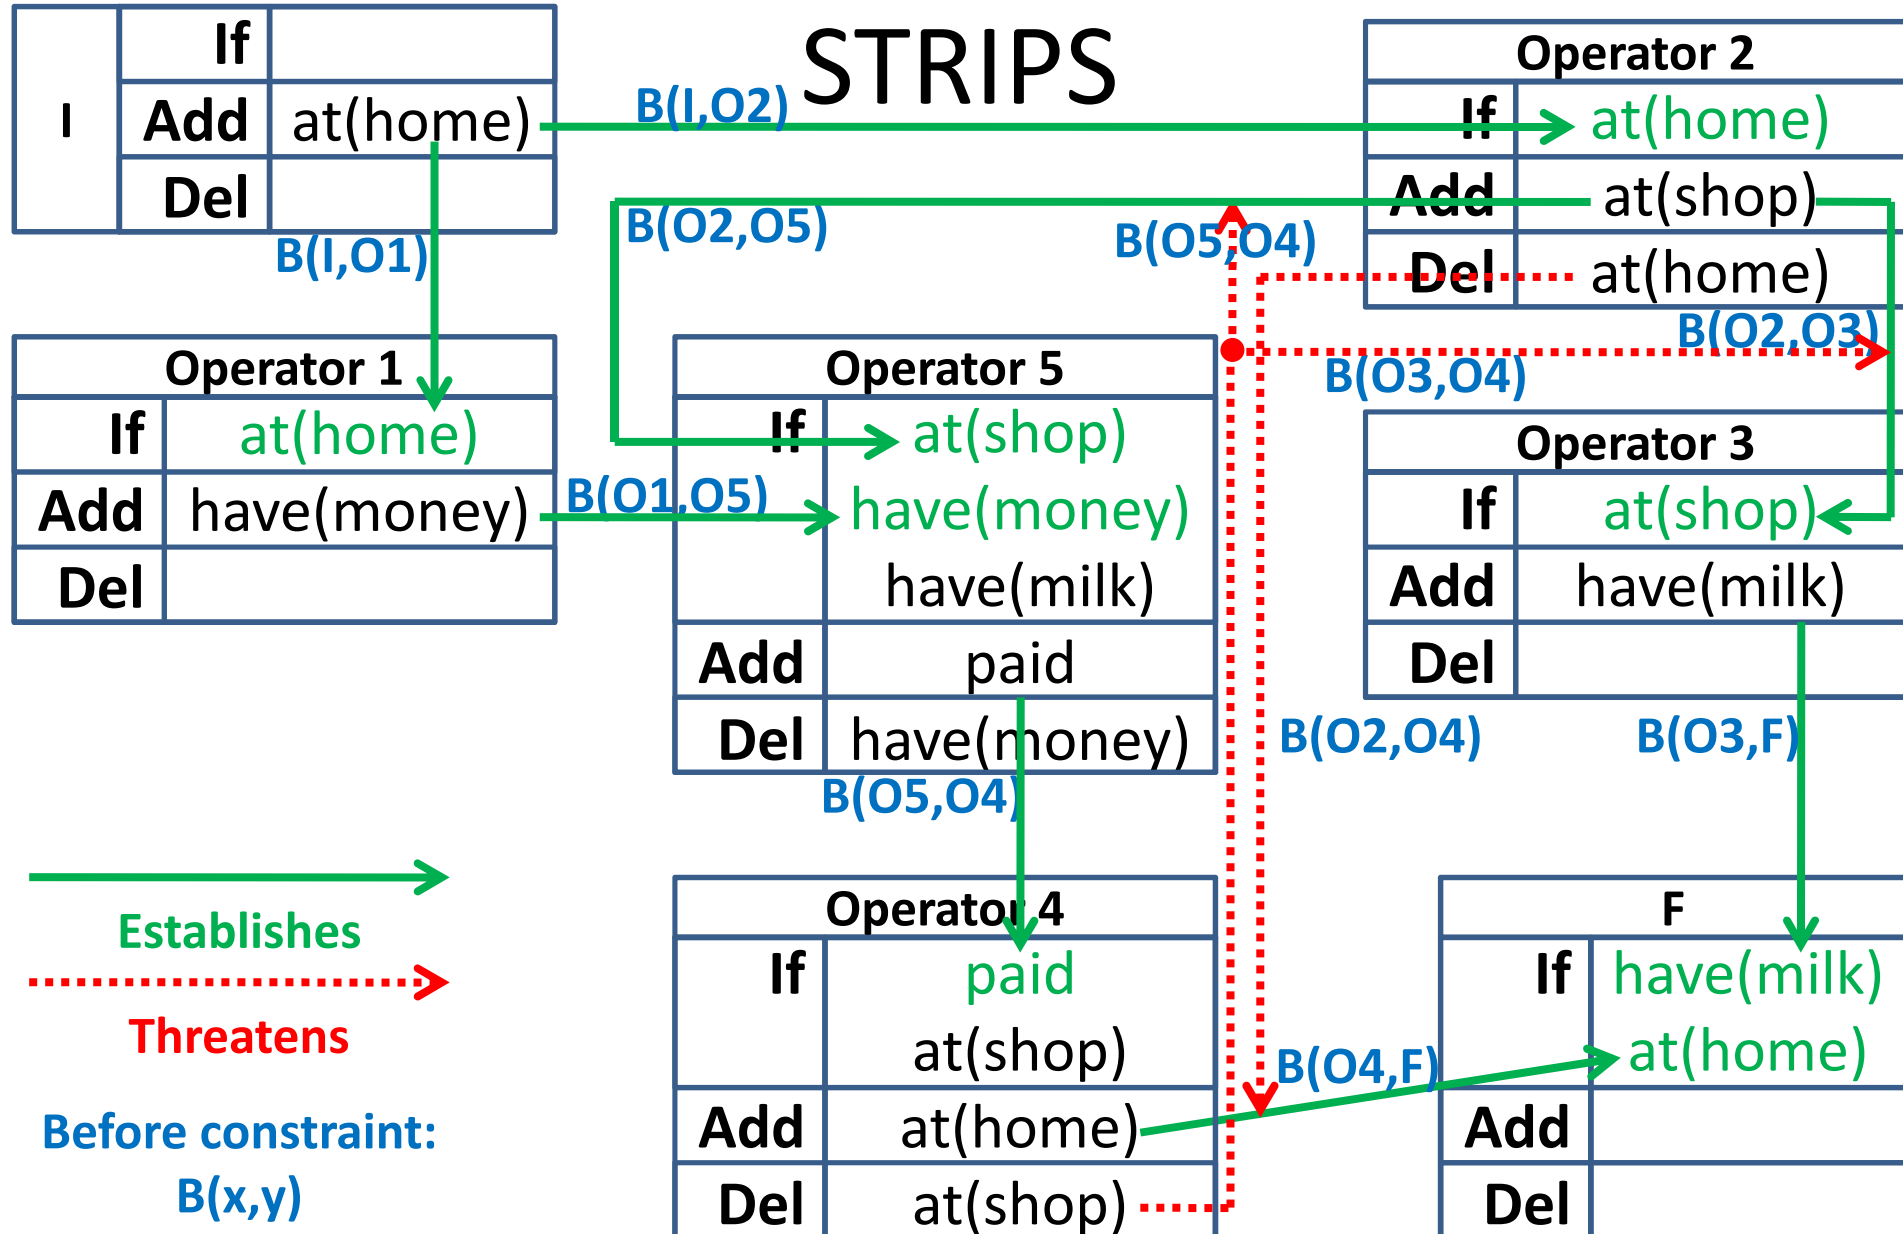 STRIPS
I
If
Add at(home)
Del
B(I,O2)
B(I,O1)
Operator 2
If at(home)
Add at(shop)
Del at(home)
B(O2,O5)
B(O5,O4)
B(O2,O3)
B(O3,O4)
Operator 1
If at(home)
Add have(money)
Del
B(O1,O5)
Operator 5
If at(shop)
have(money)
have(milk)
Add paid
Del have(money)
B(O5,O4)
Operator 3
If at(shop)
Add have(milk)
Del
B(O2,O4)
B(O3,F)
Establishes
Threatens
Before constraint:
B(x,y)
Operator 4
If paid
at(shop)
Add at(home)
Del at(shop)
B(O4,F)
F
If have(milk)
at(home)
Add
Del